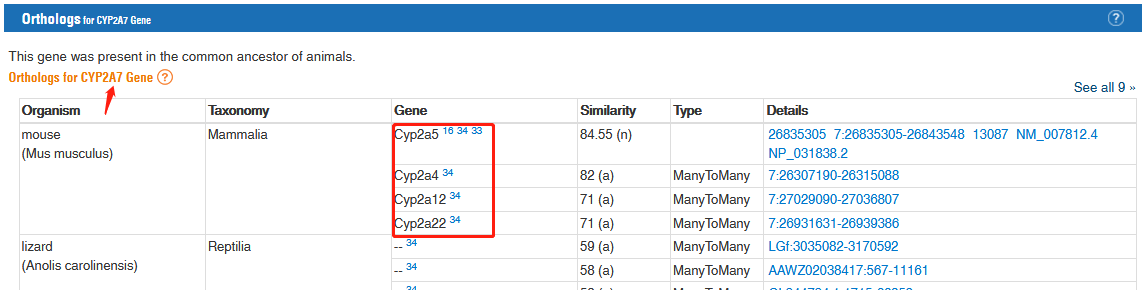 Orthologs for CYP2A7 Gene ?
This gene was present in the common ancestor of animals.
Orthologs for CYP2A7 Gene ?
See all 9 »
Organism Taxonomy Gene Similarity Type Details
mouse Mammalia Cyp2a5 16 34 33 84.55 (n) 26835305 7:26835305-26843548 13087 NM_007812.4
(Mus musculus) NP_031838.2
Cyp2a4 34 82 (a) ManyToMany 7:26307190-26315088
Cyp2a12 34 71 (a) ManyToMany 7:27029090-27036807
Cyp2a22 34 71 (a) ManyToMany 7:26931631-26939386
lizard Reptilia -- 34 59 (a) ManyToMany LGf:3035082-3170592
(Anolis carolinensis) -- 34 58 (a) ManyToMany AAWZ02038417:567-11161